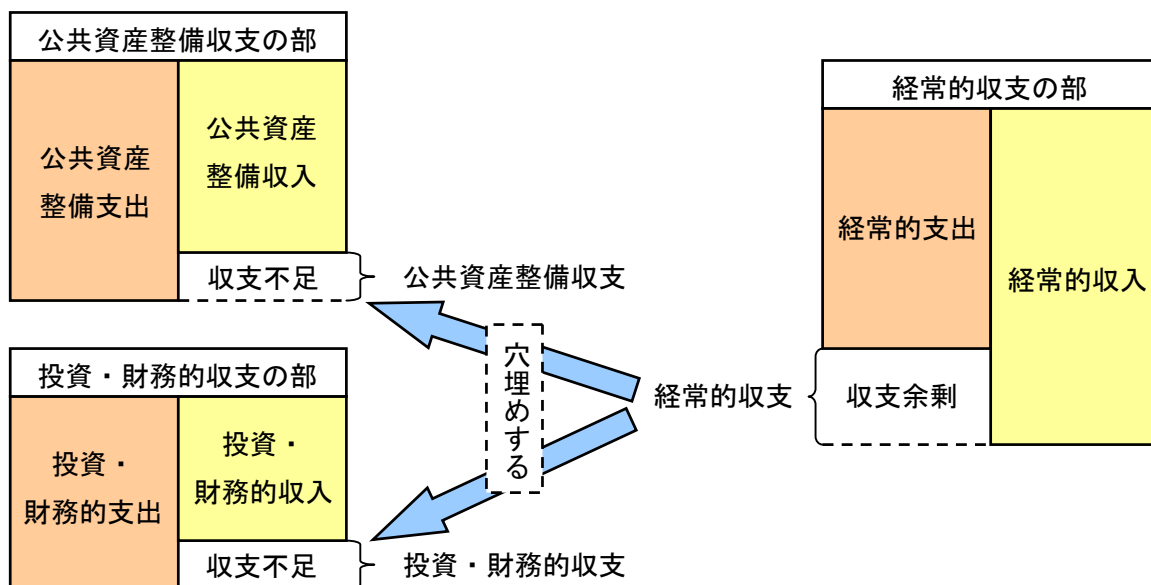 公共資産整備収支の部
公共資産
整備支出
公共資産
整備収入
収支不足
公共資産整備収支
投資・財務的収支の部
投資・
財務的支出
投資・
財務的収入
収支不足
投資・財務的収支
穴埋めする
経常的収支
経常的収支の部
経常的支出
経常的収入
収支余剰